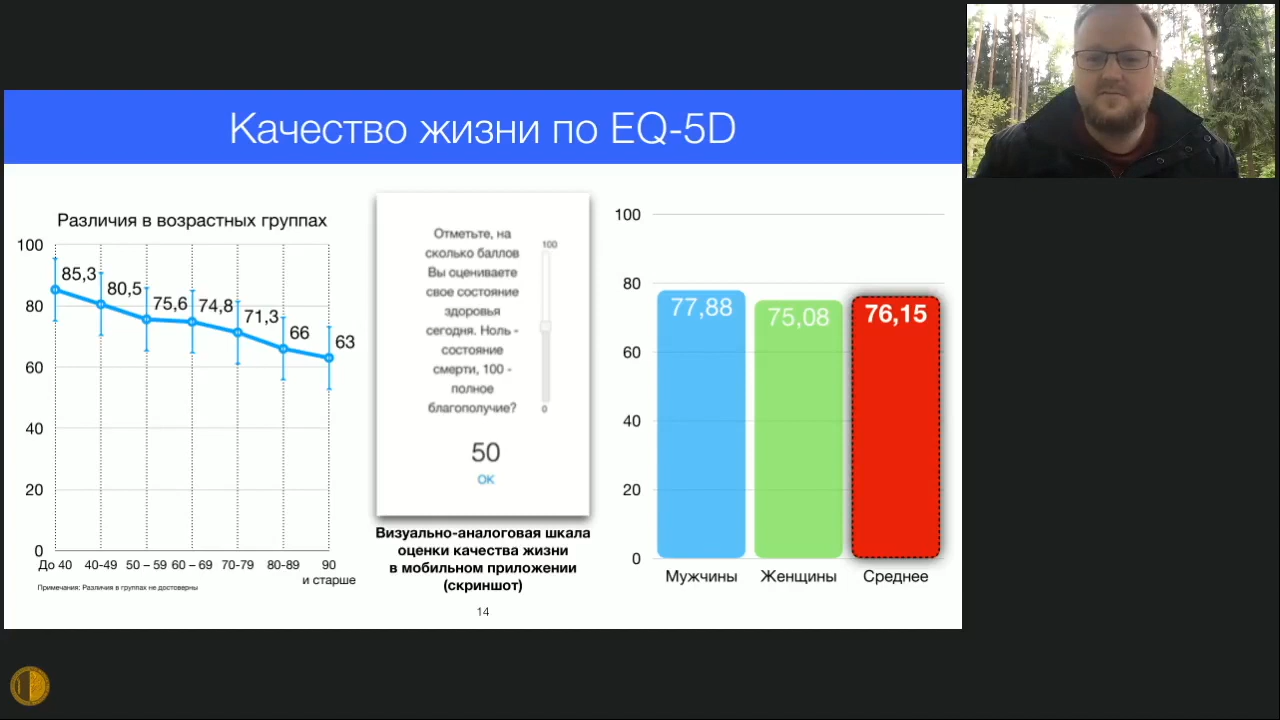 Качество жизни по EQ-5D
Различия в возрастных группах
100
80
60
40
20
0
85,3
80,5
75,6
74,8
71,3
66
63
До 40
40-49
50 – 59
60 – 69
70-79
80-89
90
и старше
Примечания: Различия в группах не достоверны
Отметьте, на
сколько баллов
Вы оцениваете
свое состояние
здоровья
сегодня. Ноль -
состояние
смерти, 100 -
полное
благополучие?
100
0
50
ОК
Визуально-аналоговая шкала
оценки качества жизни
в мобильном приложении
(скриншот)
100
80
60
40
20
0
77,88
75,08
76,15
Мужчины
Женщины
Среднее
14